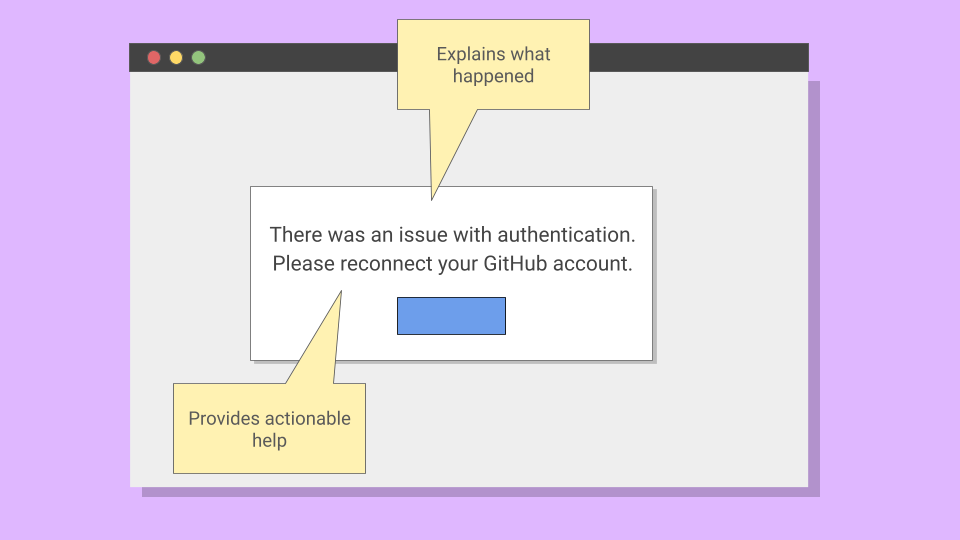 Explains what
happened
There was an issue with authentication.
Please reconnect your GitHub account.
Provides actionable
help